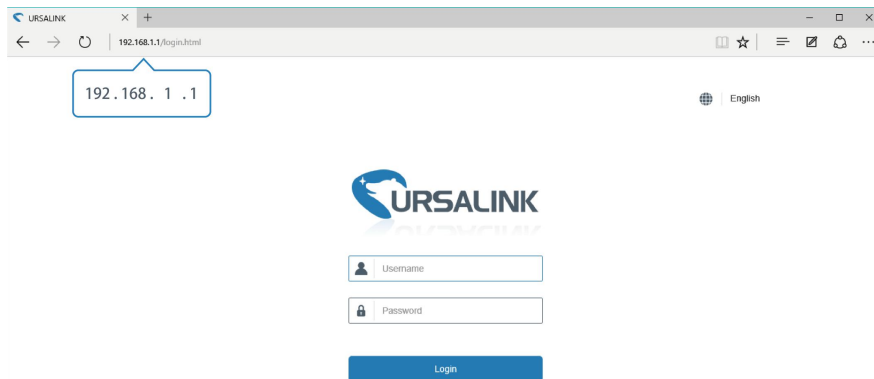 URSALINK
192.168.1.1/login.html
192.168. 1 .1
English
URSALINK
Username
Password
Login